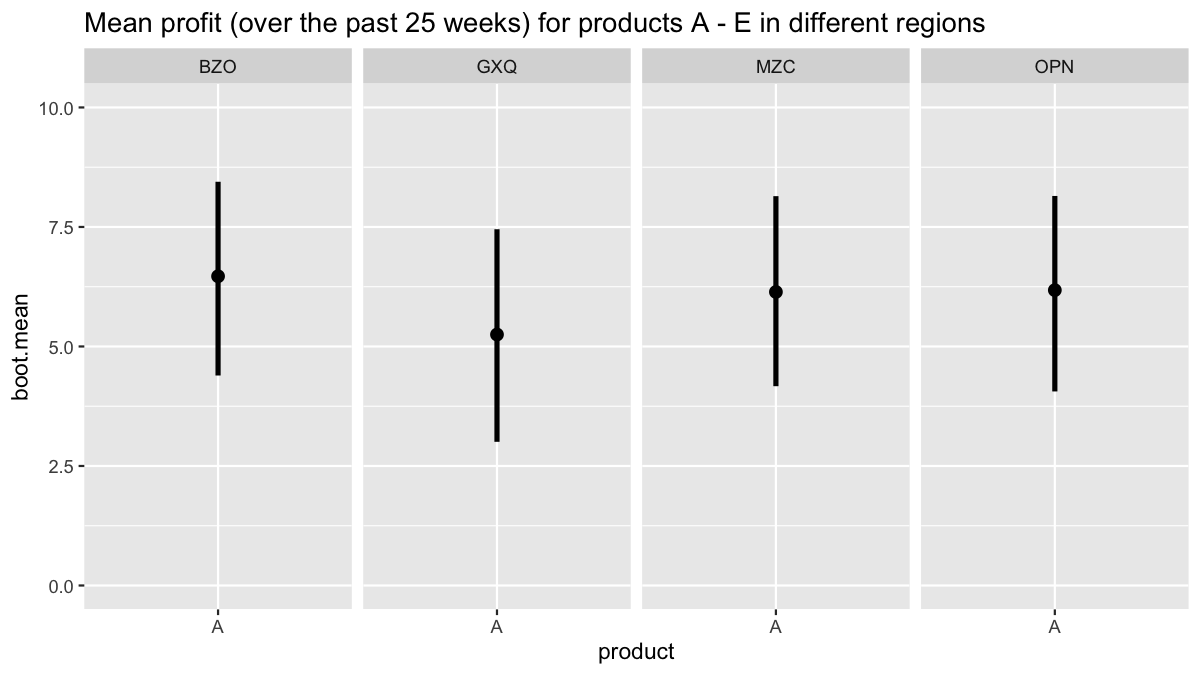 Mean profit (over the past 25 weeks) for products A - E in different regions
BZO GXQ MZC OPN
10.0
7.5
5.0
2.5
0.0
boot.mean
A A A A
product